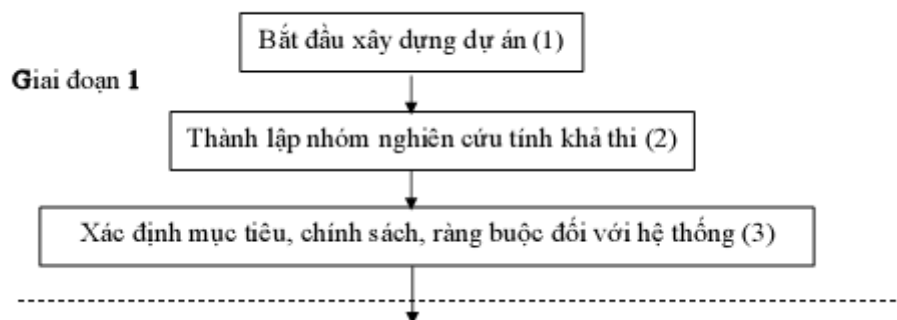 Bắt đầu xây dựng dự án (1)
Giai đoạn 1
Thành lập nhóm nghiên cứu tính khả thi (2)
Xác định mục tiêu, chính sách, ràng buộc đối với hệ thống (3)